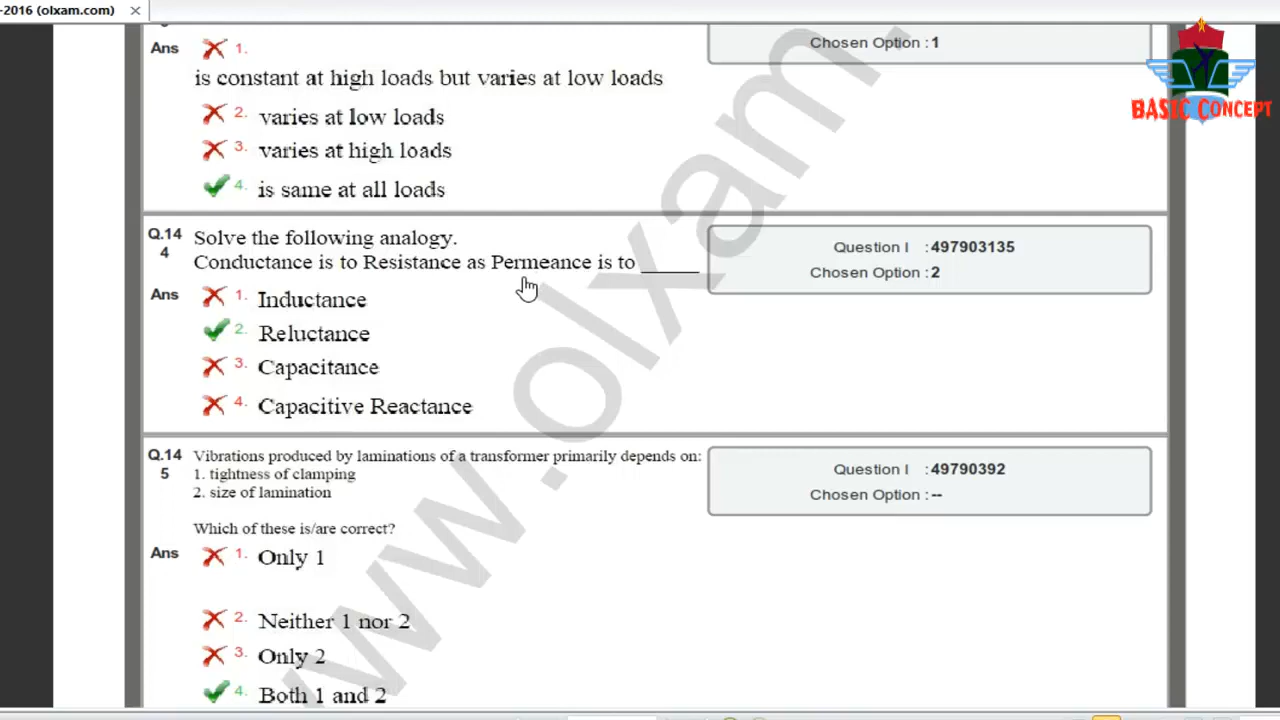 -2016 (olxam.com) ×
BASIC CONCEPT
Chosen Option : 1
Ans 1.
is constant at high loads but varies at low loads
2. varies at low loads
3. varies at high loads
4. is same at all loads
Q.14
4
Solve the following analogy.
Conductance is to Resistance as Permeance is to ______
Question I : 497903135
Chosen Option : 2
Ans 1. Inductance
2. Reluctance
3. Capacitance
4. Capacitive Reactance
Q.14
5
Vibrations produced by laminations of a transformer primarily depends on:
1. tightness of clamping
2. size of lamination
Which of these is/are correct?
Question I : 49790392
Chosen Option : --
Ans 1. Only 1
2. Neither 1 nor 2
3. Only 2
4. Both 1 and 2
www.olxam.